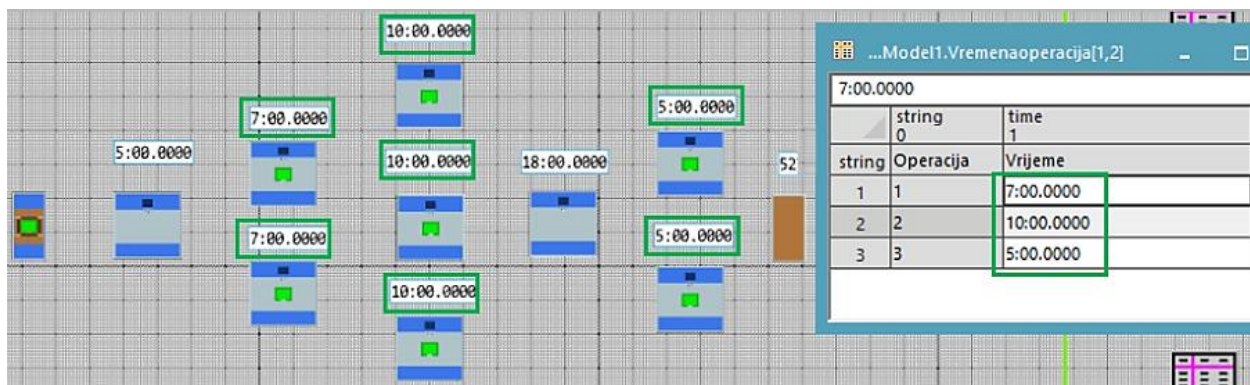 10:00.0000
7:00.0000
5:00.0000
5:00.0000
10:00.0000
18:00.0000
52
7:00.0000
5:00.0000
10:00.0000
...Model1.Vremenaoperacija[1,2]
7:00.0000
string time
0 1
string Operacija Vrijeme
1 1 7:00.0000
2 2 10:00.0000
3 3 5:00.0000